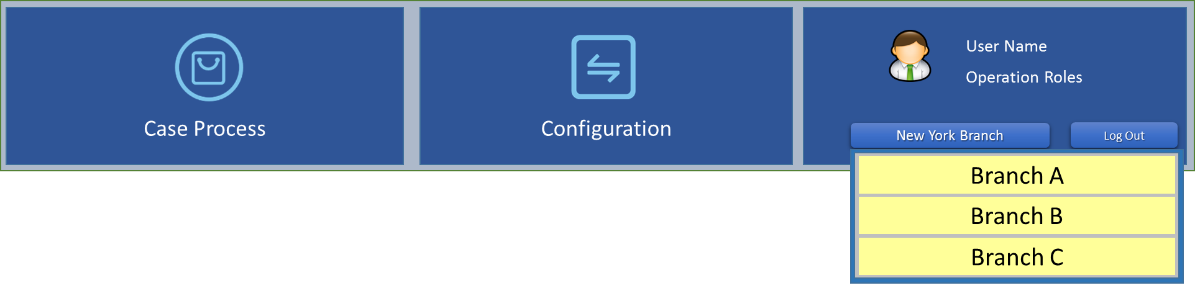 Case Process
Configuration
User Name
Operation Roles
New York Branch
Log Out
Branch A
Branch B
Branch C